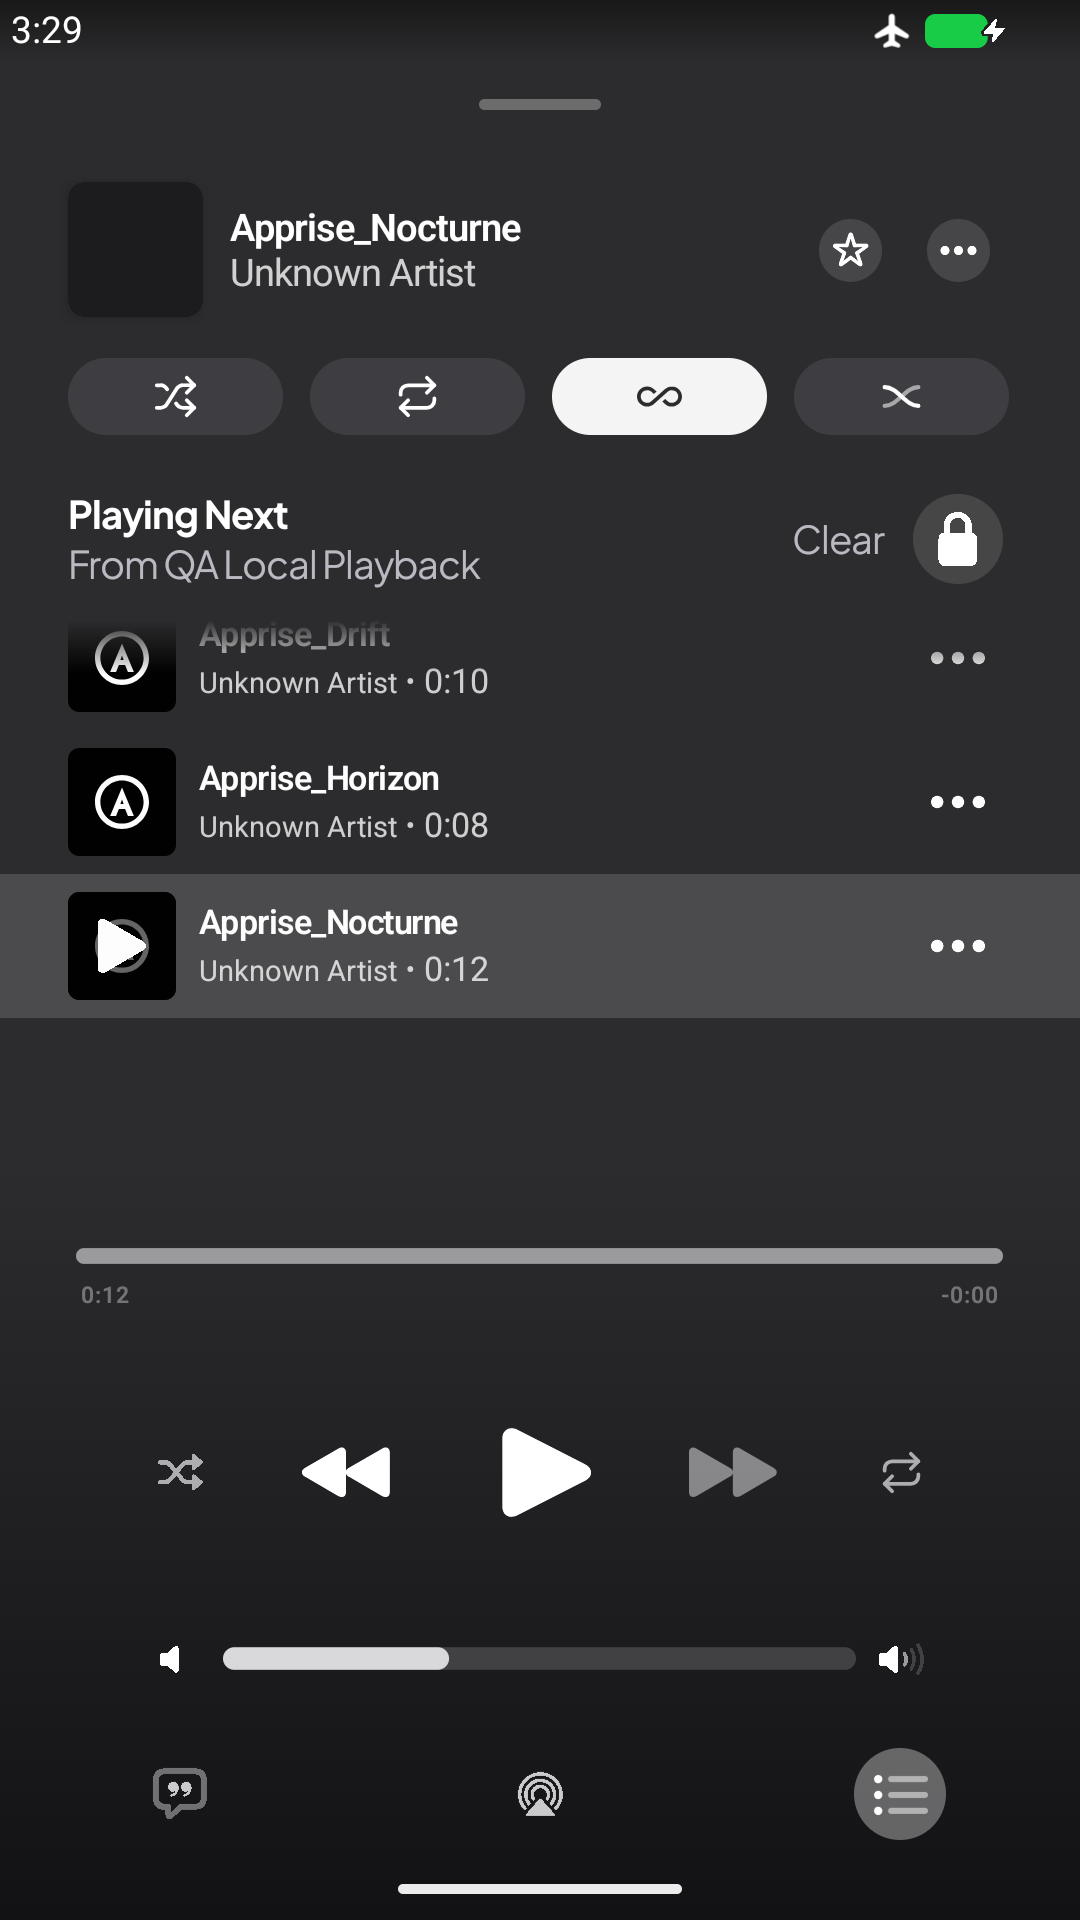 3:29
Apprise_Nocturne
Unknown Artist
Playing Next
From QA Local Playback
Clear
Apprise_Drift
Unknown Artist • 0:10
Apprise_Horizon
Unknown Artist • 0:08
Apprise_Nocturne
Unknown Artist • 0:12
0:12
-0:00